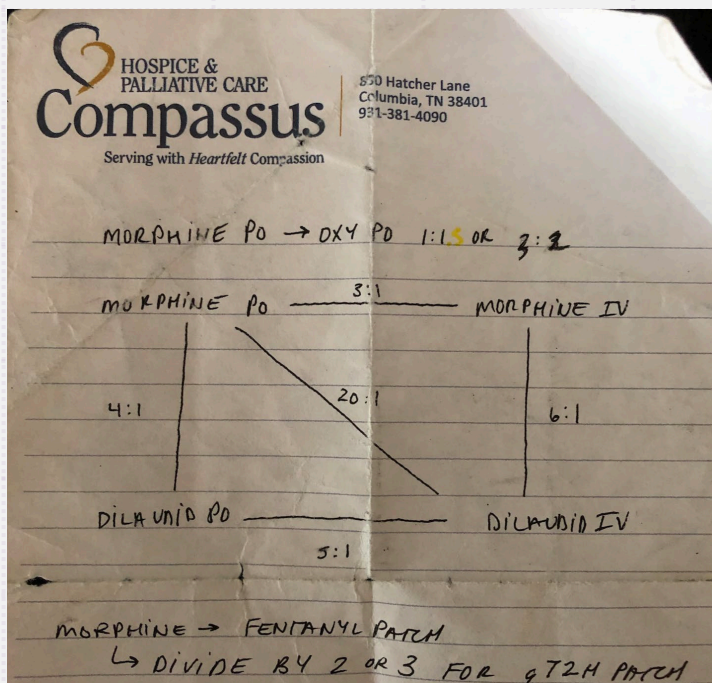 HOSPICE &
PALLIATIVE CARE
Compassus
Serving with Heartfelt Compassion
850 Hatcher Lane
Columbia, TN 38401
931-381-4090
MORPHINE PO → OXY PO 1:1.5 OR 3:2
MORPHINE PO 3:1 MORPHINE IV
4:1 20:1 6:1
DILAUDID PO 5:1 DILAUDID IV
MORPHINE → FENTANYL PATCH
↳ DIVIDE BY 2 OR 3 FOR q72H PATCH